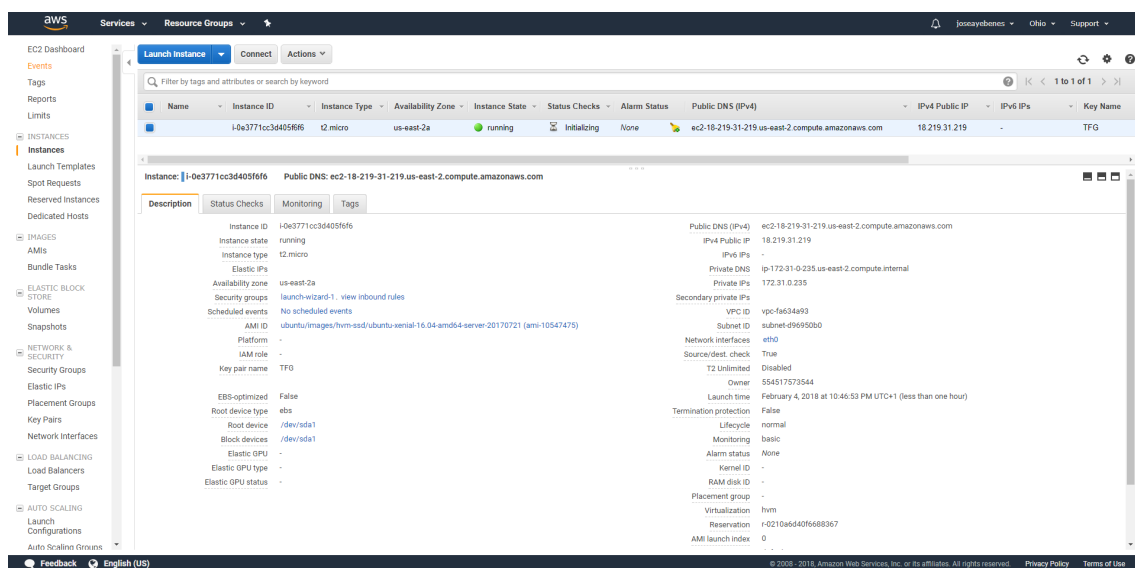 aws Services Resource Groups joseayebenes Ohio Support
EC2 Dashboard
Events
Tags
Reports
Limits
INSTANCES
Instances
Launch Templates
Spot Requests
Reserved Instances
Dedicated Hosts
IMAGES
AMIs
Bundle Tasks
ELASTIC BLOCK
STORE
Volumes
Snapshots
NETWORK &
SECURITY
Security Groups
Elastic IPs
Placement Groups
Key Pairs
Network Interfaces
LOAD BALANCING
Load Balancers
Target Groups
AUTO SCALING
Launch
Configurations
Auto Scaling Groups
Launch Instance Connect Actions
Filter by tags and attributes or search by keyword 1 to 1 of 1
Name Instance ID Instance Type Availability Zone Instance State Status Checks Alarm Status Public DNS (IPv4) IPv4 Public IP IPv6 IPs Key Name
i-0e3771cc3d405f6f6 t2.micro us-east-2a running Initializing None ec2-18-219-31-219.us-east-2.compute.amazonaws.com 18.219.31.219 - TFG
Instance: i-0e3771cc3d405f6f6 Public DNS: ec2-18-219-31-219.us-east-2.compute.amazonaws.com
Description Status Checks Monitoring Tags
Instance ID i-0e3771cc3d405f6f6
Instance state running
Instance type t2.micro
Elastic IPs
Availability zone us-east-2a
Security groups launch-wizard-1. view inbound rules
Scheduled events No scheduled events
AMI ID ubuntu/images/hvm-ssd/ubuntu-xenial-16.04-amd64-server-20170721 (ami-10547475)
Platform -
IAM role -
Key pair name TFG
EBS-optimized False
Root device type ebs
Root device /dev/sda1
Block devices /dev/sda1
Elastic GPU -
Elastic GPU type -
Elastic GPU status -
Public DNS (IPv4) ec2-18-219-31-219.us-east-2.compute.amazonaws.com
IPv4 Public IP 18.219.31.219
IPv6 IPs -
Private DNS ip-172-31-0-235.us-east-2.compute.internal
Private IPs 172.31.0.235
Secondary private IPs
VPC ID vpc-fa634a93
Subnet ID subnet-d96950b0
Network interfaces eth0
Source/dest. check True
T2 Unlimited Disabled
Owner 554517573544
Launch time February 4, 2018 at 10:46:53 PM UTC+1 (less than one hour)
Termination protection False
Lifecycle normal
Monitoring basic
Alarm status None
Kernel ID -
RAM disk ID -
Placement group -
Virtualization hvm
Reservation r-0210a6d40f6688367
AMI launch index 0
Feedback English (US) © 2008 - 2018, Amazon Web Services, Inc. or its affiliates. All rights reserved. Privacy Policy Terms of Use